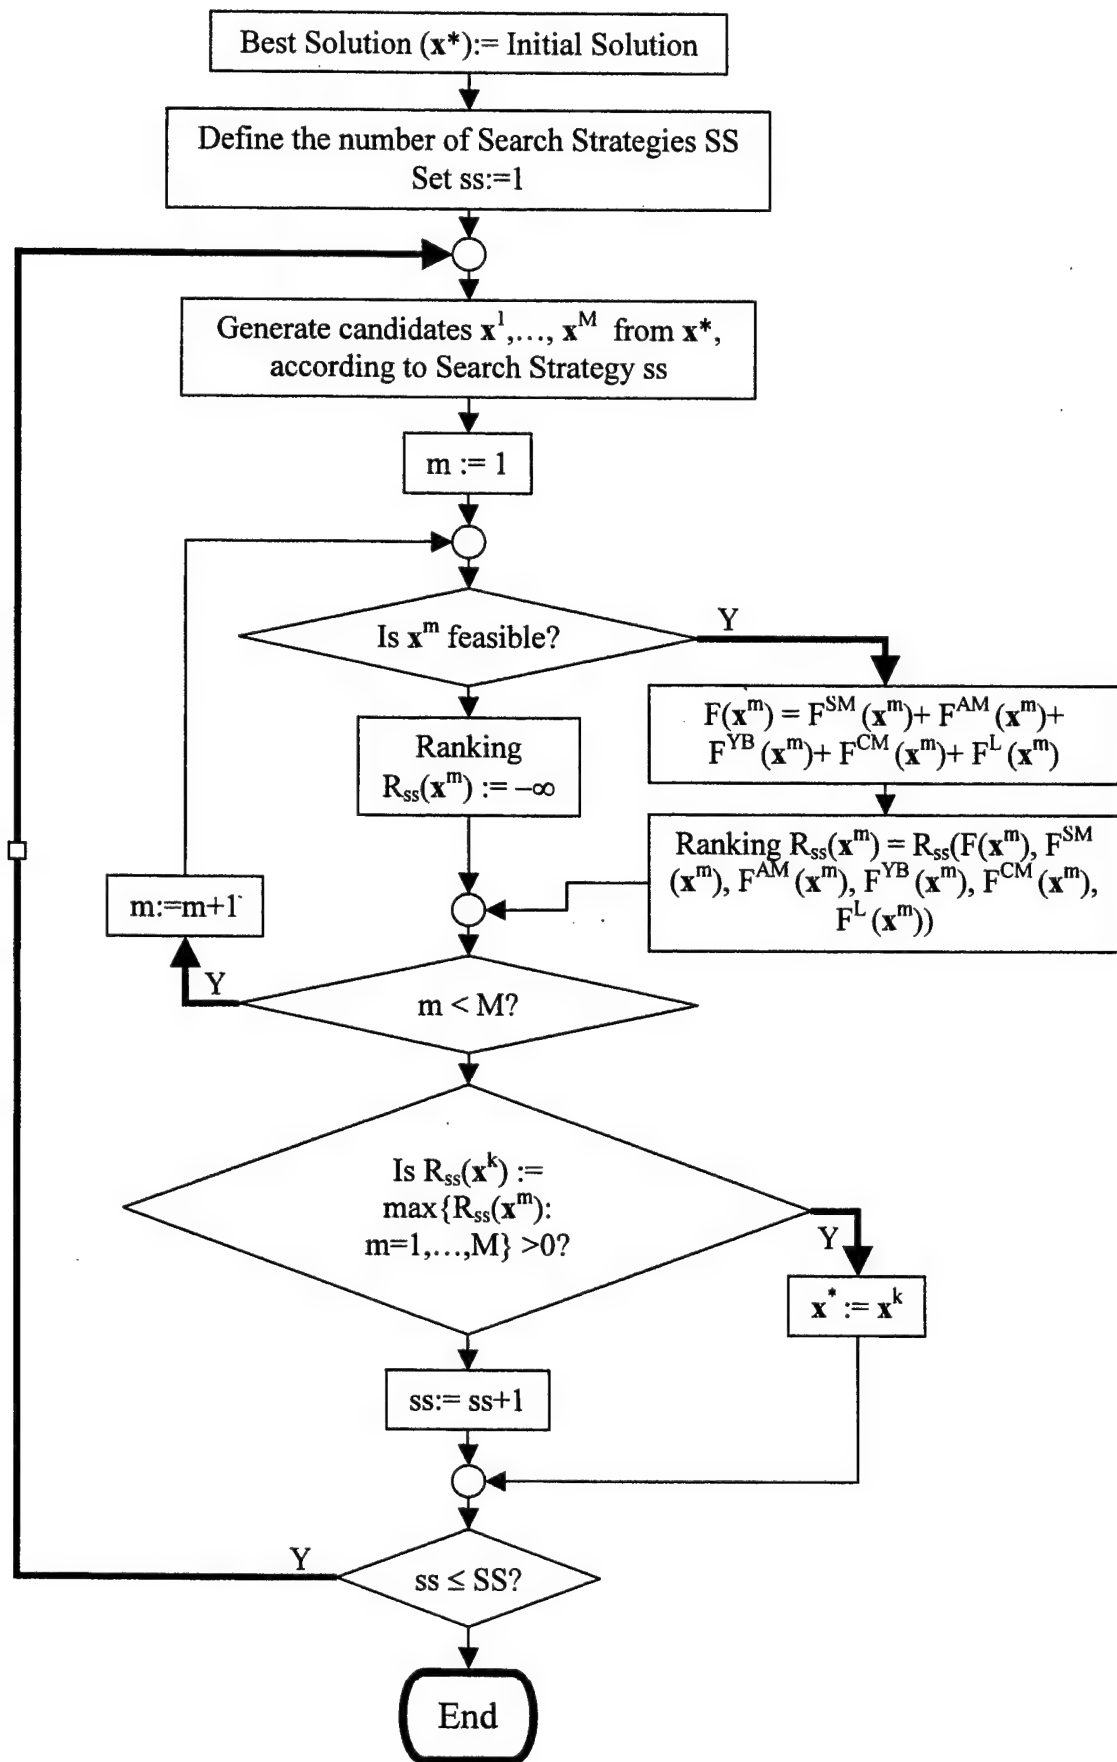 Best Solution (x*):= Initial Solution
Define the number of Search Strategies SS
Set ss:=1
Generate candidates x¹,..., xᴹ from x*,
according to Search Strategy ss
m := 1
Is xᵐ feasible?
Y
F(xᵐ) = Fˢᴹ (xᵐ)+ Fᴬᴹ (xᵐ)+
Fʸᴮ (xᵐ)+ Fᶜᴹ (xᵐ)+ Fᴸ (xᵐ)
Ranking
Rₛₛ(xᵐ) := –∞
Ranking Rₛₛ(xᵐ) = Rₛₛ(F(xᵐ), Fˢᴹ
(xᵐ), Fᴬᴹ (xᵐ), Fʸᴮ (xᵐ), Fᶜᴹ (xᵐ),
Fᴸ (xᵐ))
m:=m+1
Y
m < M?
Is Rₛₛ(xᵏ) :=
max{Rₛₛ(xᵐ):
m=1,...,M} >0?
Y
x* := xᵏ
ss:= ss+1
Y
ss ≤ SS?
End